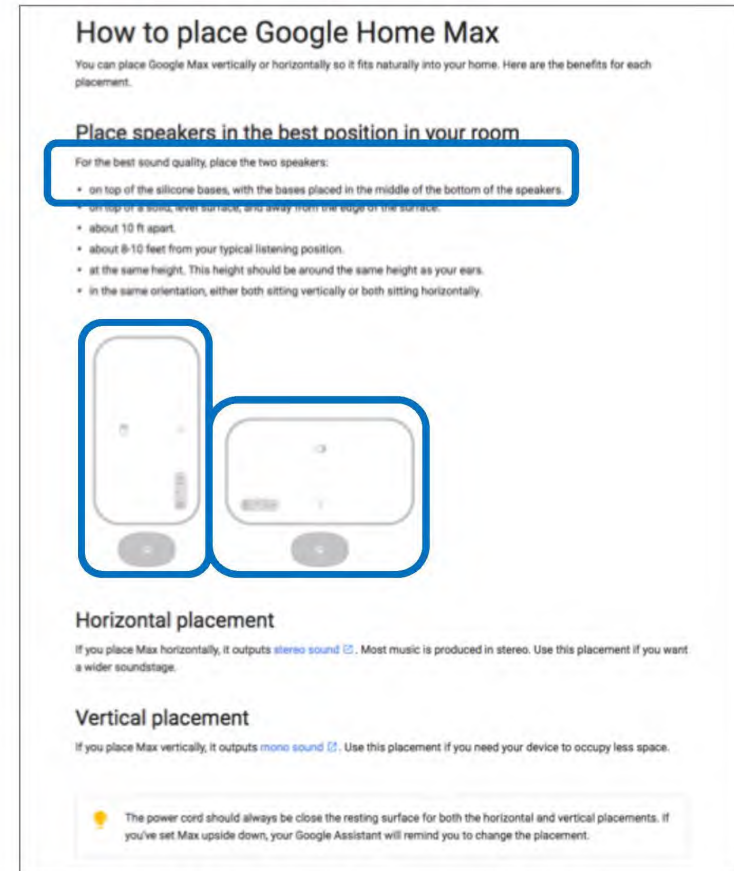 How to place Google Home Max
You can place Google Max vertically or horizontally so it fits naturally into your home. Here are the benefits for each
placement.
Place speakers in the best position in your room
For the best sound quality, place the two speakers:
• on top of the silicone bases, with the bases placed in the middle of the bottom of the speakers.
• on top of a solid, level surface, and away from the edge of the surface.
• about 10 ft apart.
• about 8-10 feet from your typical listening position.
• at the same height. This height should be around the same height as your ears.
• in the same orientation, either both sitting vertically or both sitting horizontally.
Horizontal placement
If you place Max horizontally, it outputs stereo sound. Most music is produced in stereo. Use this placement if you want
a wider soundstage.
Vertical placement
If you place Max vertically, it outputs mono sound. Use this placement if you need your device to occupy less space.
The power cord should always be close the resting surface for both the horizontal and vertical placements. If
you've set Max upside down, your Google Assistant will remind you to change the placement.